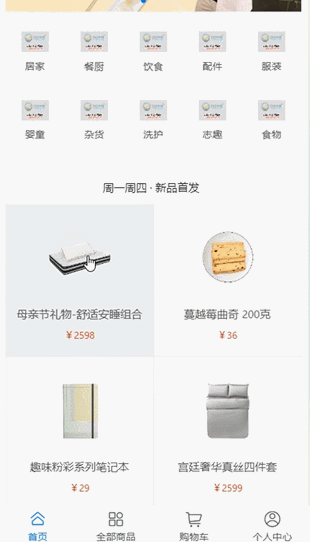 居家 餐厨 饮食 配件 服装
婴童 杂货 洗护 志趣 食物
周一周四 · 新品首发
母亲节礼物-舒适安睡组合 蔓越莓曲奇 200克
￥2598 ￥36
趣味粉彩系列笔记本 宫廷奢华真丝四件套
￥29 ￥2599
首页 全部商品 购物车 个人中心